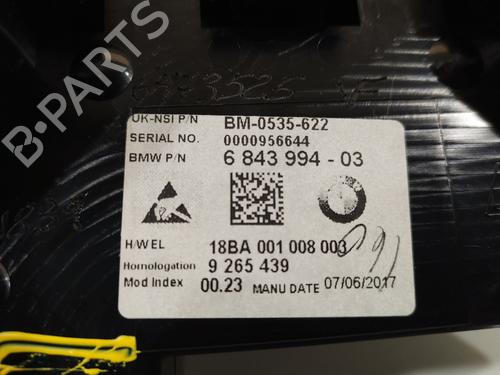 B-PARTS
UK-NSI P/N BM-0535-622
SERIAL NO. 0000956644
BMW P/N 6 843 994 - 03
H/WEL 18BA 001 008 003
Homologation 9 265 439
Mod Index 00.23 MANU DATE 07/06/2017